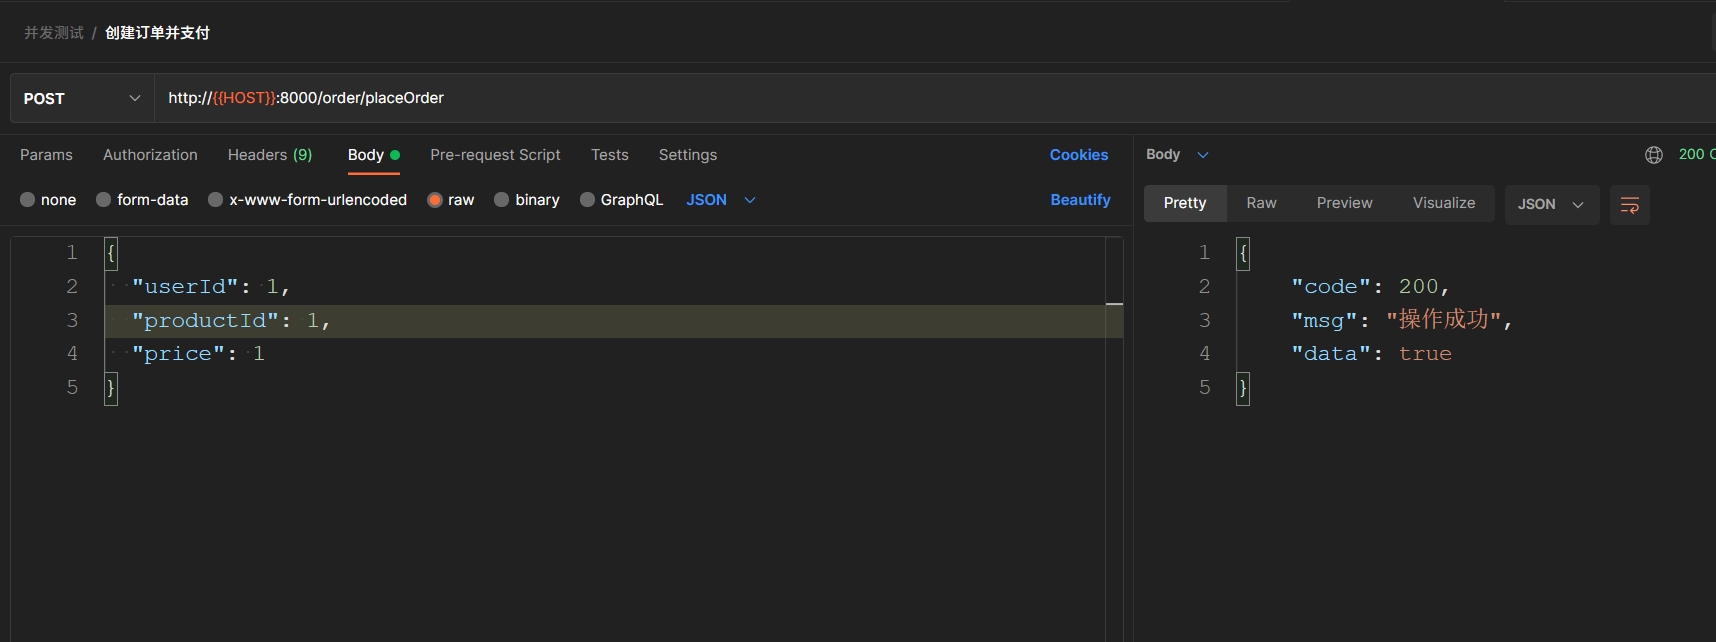 并发测试 / 创建订单并支付
POST http://{{HOST}}:8000/order/placeOrder
Params Authorization Headers (9) Body Pre-request Script Tests Settings Cookies
none form-data x-www-form-urlencoded raw binary GraphQL JSON Beautify
1 {
2 "userId": 1,
3 "productId": 1,
4 "price": 1
5 }
Body 200
Pretty Raw Preview Visualize JSON
1 {
2 "code": 200,
3 "msg": "操作成功",
4 "data": true
5 }